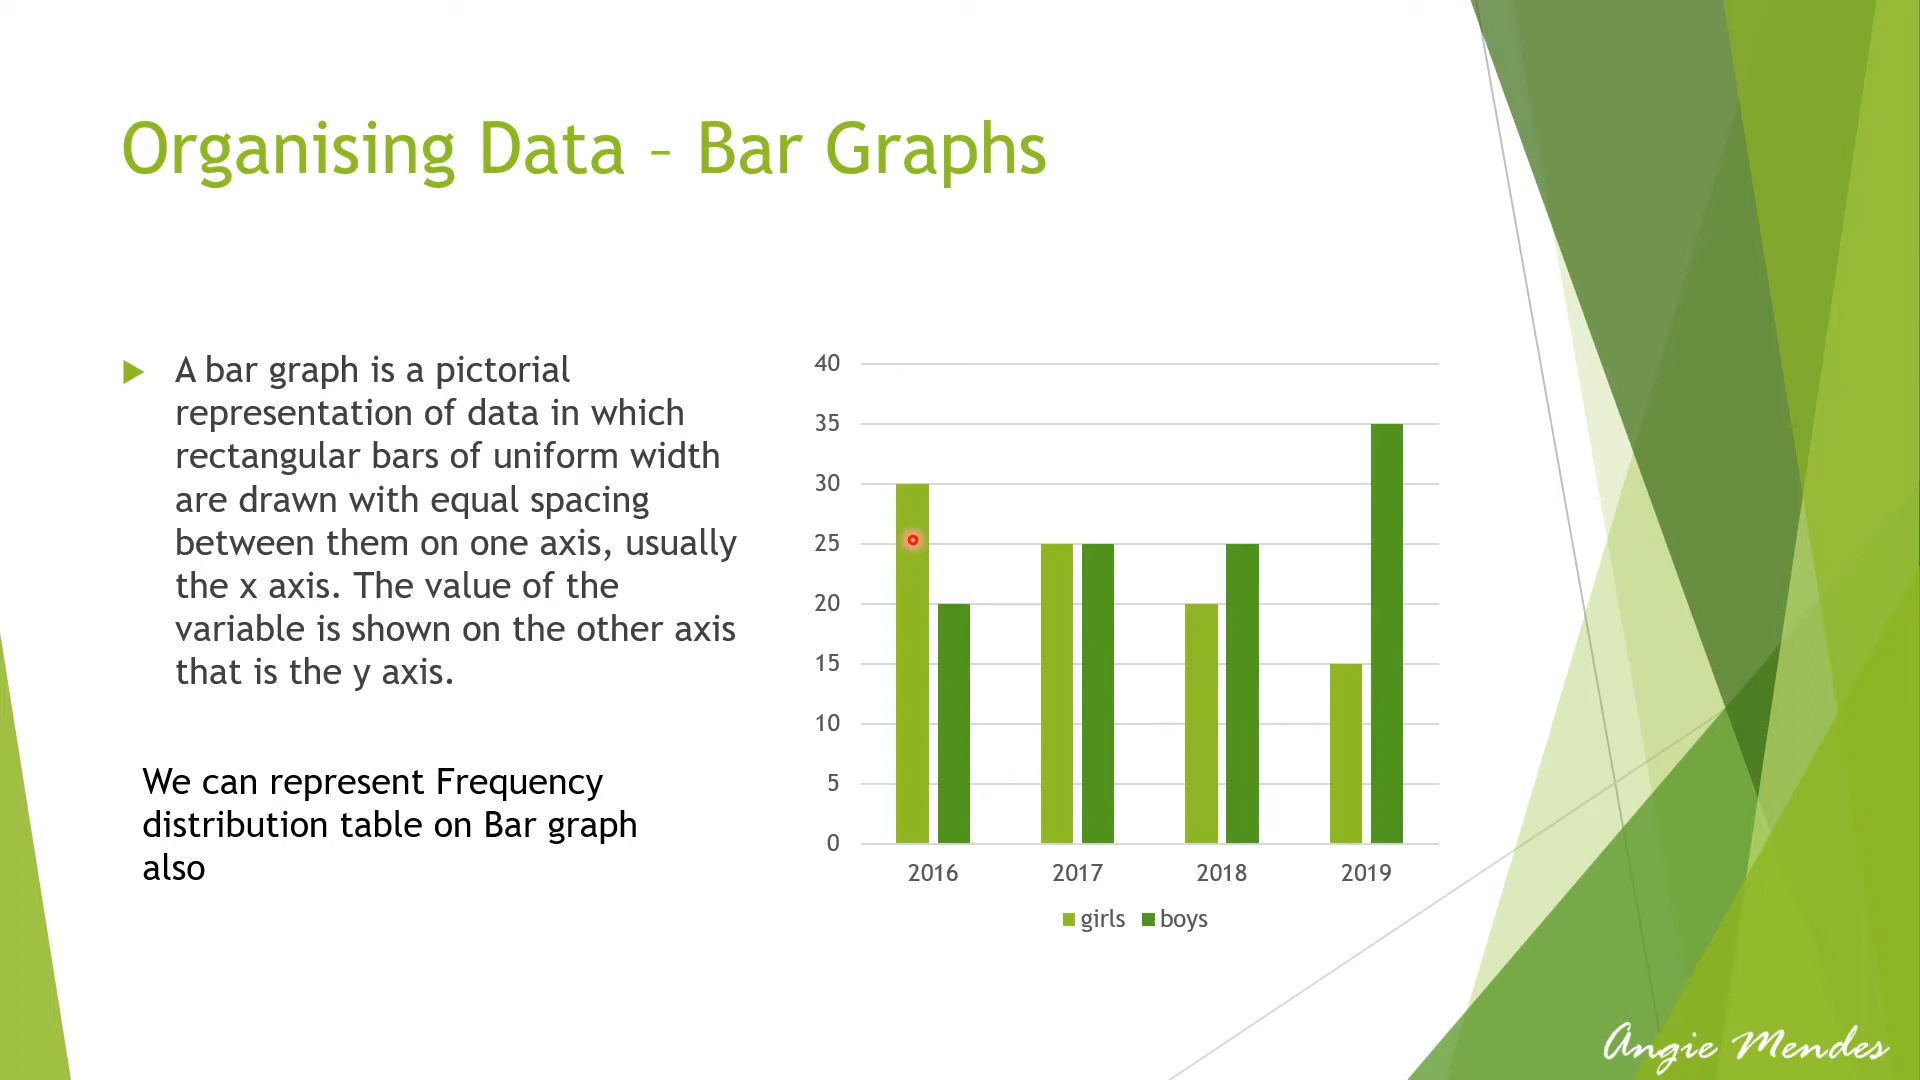 Organising Data – Bar Graphs
A bar graph is a pictorial
representation of data in which
rectangular bars of uniform width
are drawn with equal spacing
between them on one axis, usually
the x axis. The value of the
variable is shown on the other axis
that is the y axis.
We can represent Frequency
distribution table on Bar graph
also
40
35
30
25
20
15
10
5
0
2016 2017 2018 2019
girls boys
Angie Mendes